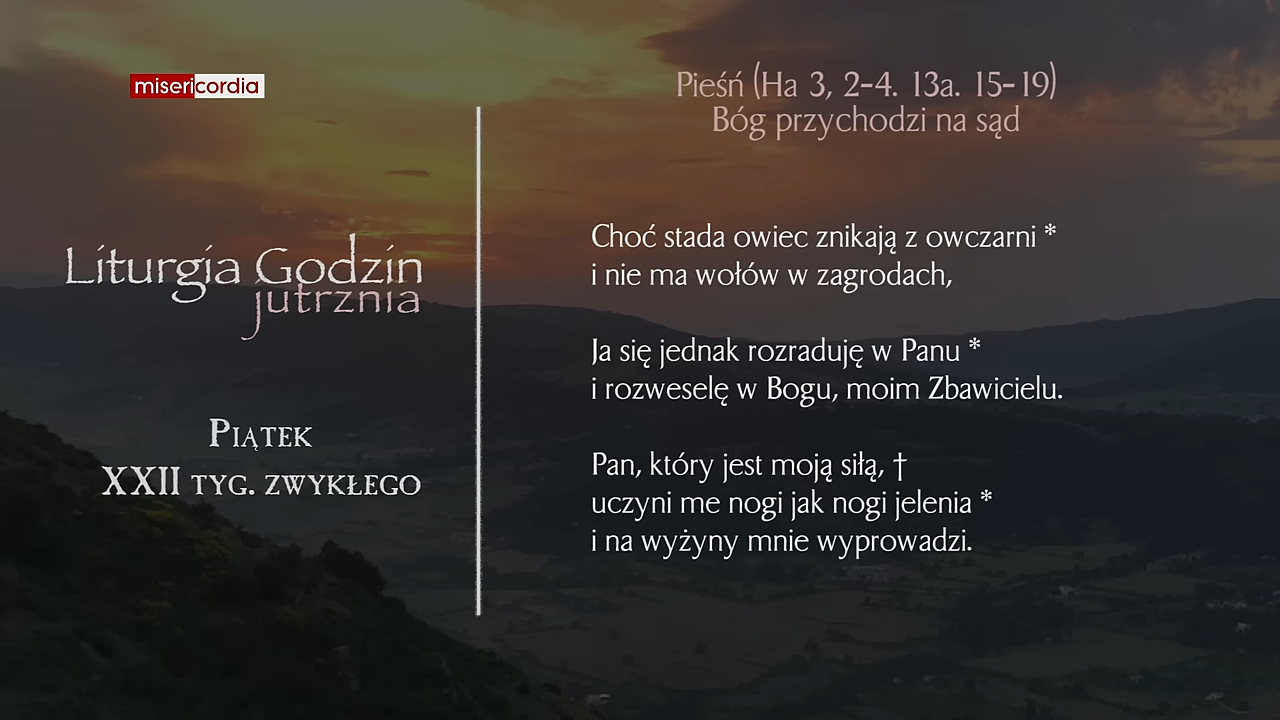 misericordia
Liturgia Godzin
jutrznia
Piątek
XXII tyg. zwykłego
Pieśń (Ha 3, 2-4. 13a. 15-19)
Bóg przychodzi na sąd
Choć stada owiec znikają z owczarni *
i nie ma wołów w zagrodach,
Ja się jednak rozraduję w Panu *
i rozweselę w Bogu, moim Zbawicielu.
Pan, który jest moją siłą, †
uczyni me nogi jak nogi jelenia *
i na wyżyny mnie wyprowadzi.